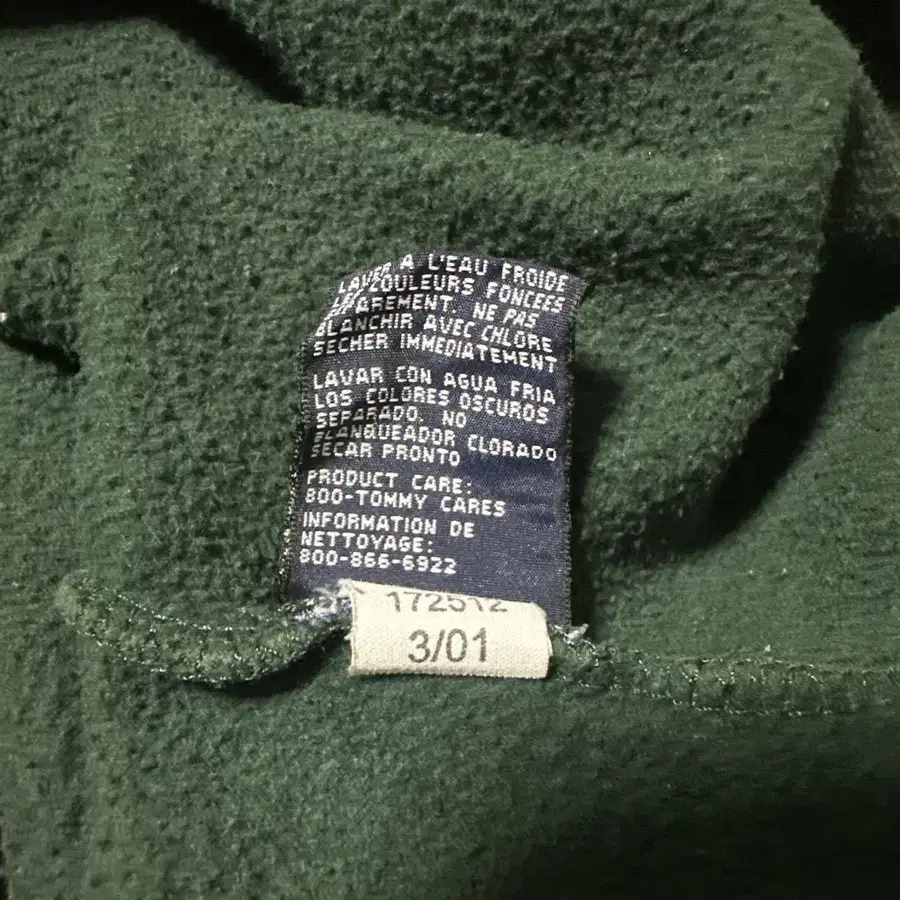 LAVER A L'EAU FROIDE
LES COULEURS FONCEES
SEPAREMENT. NE PAS
BLANCHIR AVEC CHLORE
SECHER IMMEDIATEMENT
LAVAR CON AGUA FRIA
LOS COLORES OSCUROS
SEPARADO. NO
BLANQUEADOR CLORADO
SECAR PRONTO
PRODUCT CARE:
800-TOMMY CARES
INFORMATION DE
NETTOYAGE:
800-866-6922
172512
3/01